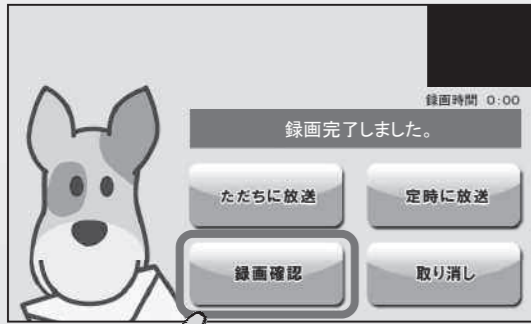 録画時間 0:00
録画完了しました。
ただちに放送
定時に放送
録画確認
取り消し